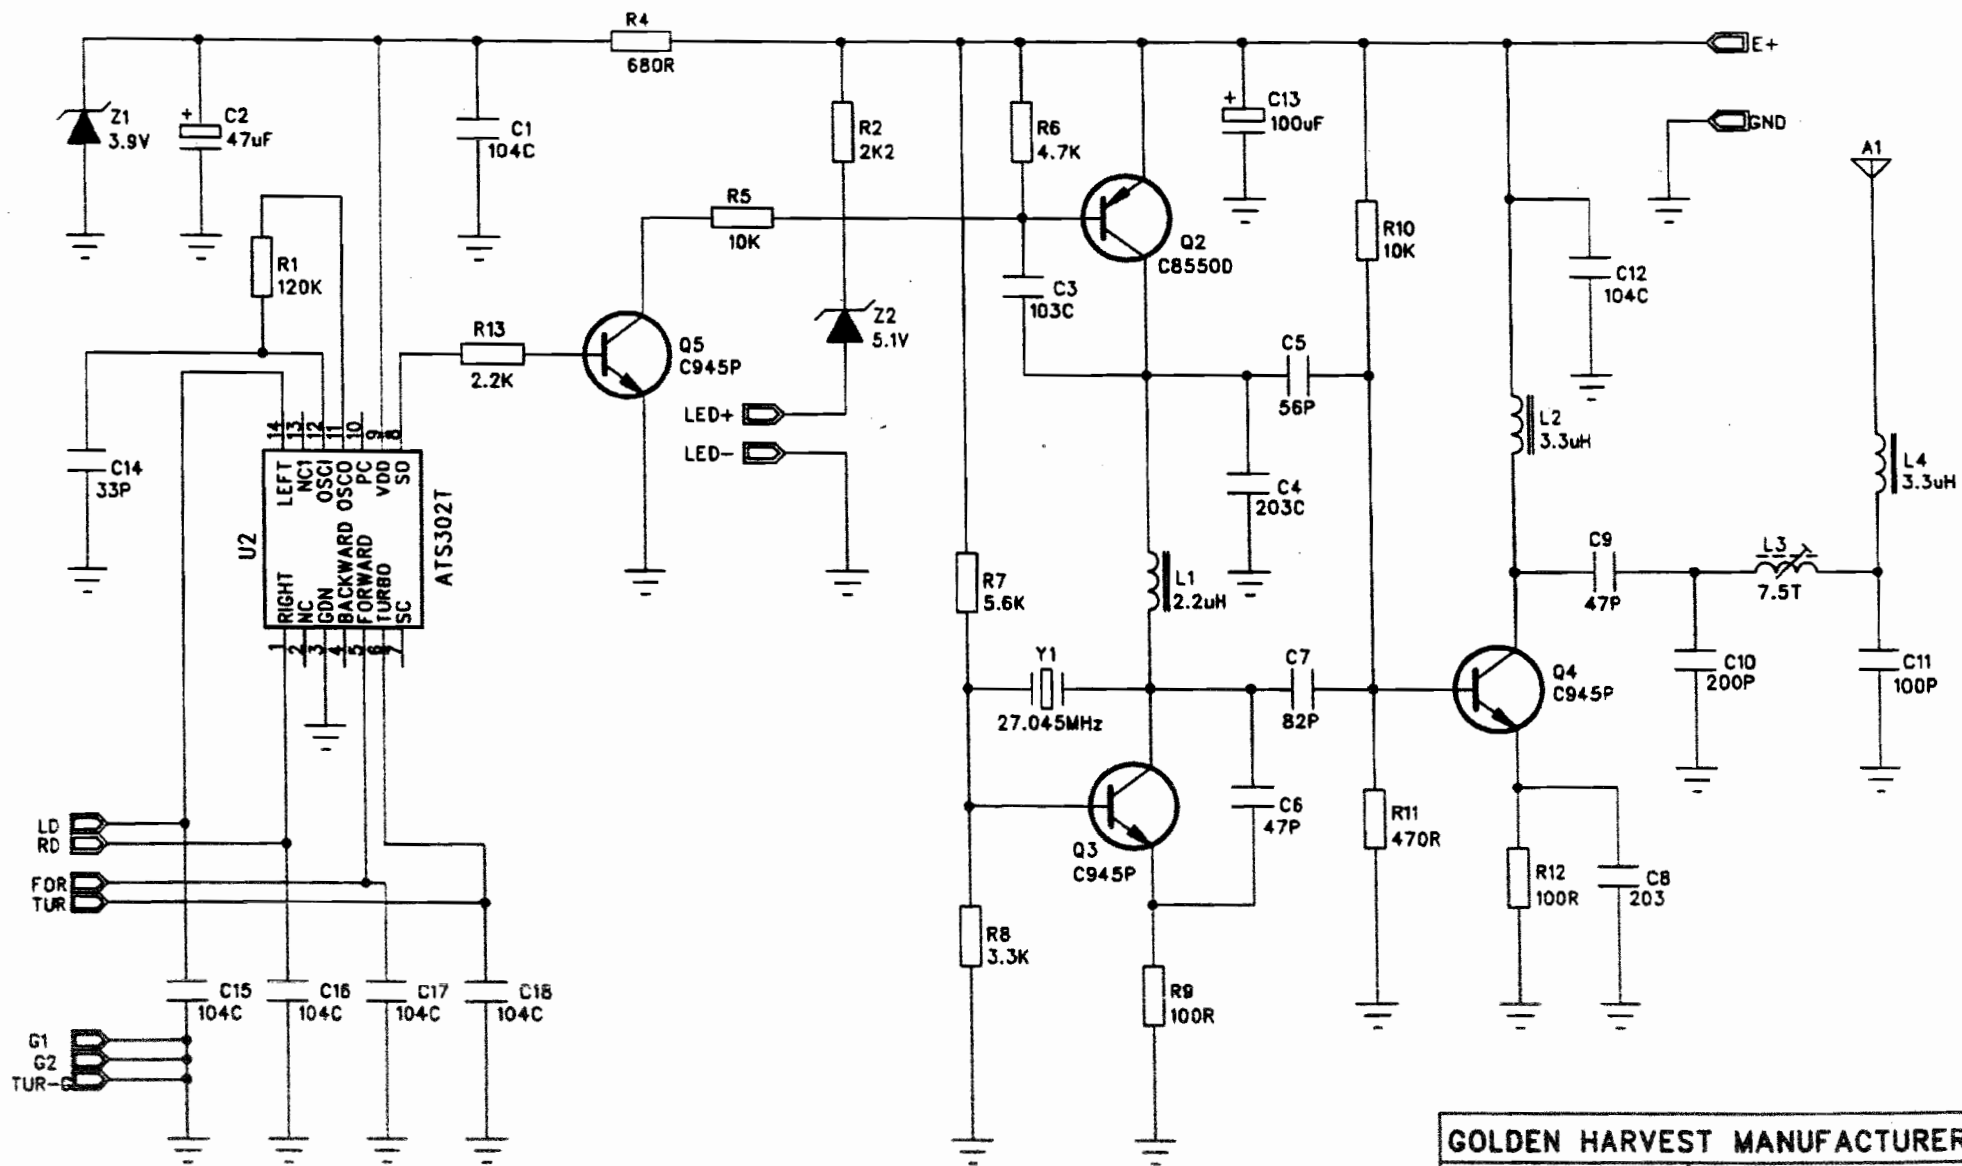 R4
680R
E+
GND
A1
Z1
3.9V
+
C2
47uF
C1
104C
R2
2K2
R6
4.7K
+
C13
100uF
R5
10K
Q2
C8550D
R10
10K
C12
104C
R1
120K
R13
2.2K
Q5
C945P
Z2
5.1V
C3
103C
C5
56P
LED+
LED-
C14
33P
14 13 12 11 10 9 8
LEFT NC1 OSCI OSCO PC VDD SO
U2
ATS302T
RIGHT NC GDN BACKWARD FORWARD TURBO SC
1 2 3 4 5 6 7
C4
203C
L2
3.3uH
L4
3.3uH
R7
5.6K
L1
2.2uH
C9
47P
L3
7.5T
Y1
27.045MHz
C7
82P
Q4
C945P
C10
200P
C11
100P
LD
RD
FOR
TUR
Q3
C945P
C6
47P
R11
470R
R12
100R
C8
203
R8
3.3K
R9
100R
C15
104C
C16
104C
C17
104C
C18
104C
G1
G2
TUR-G
GOLDEN HARVEST MANUFACTURER